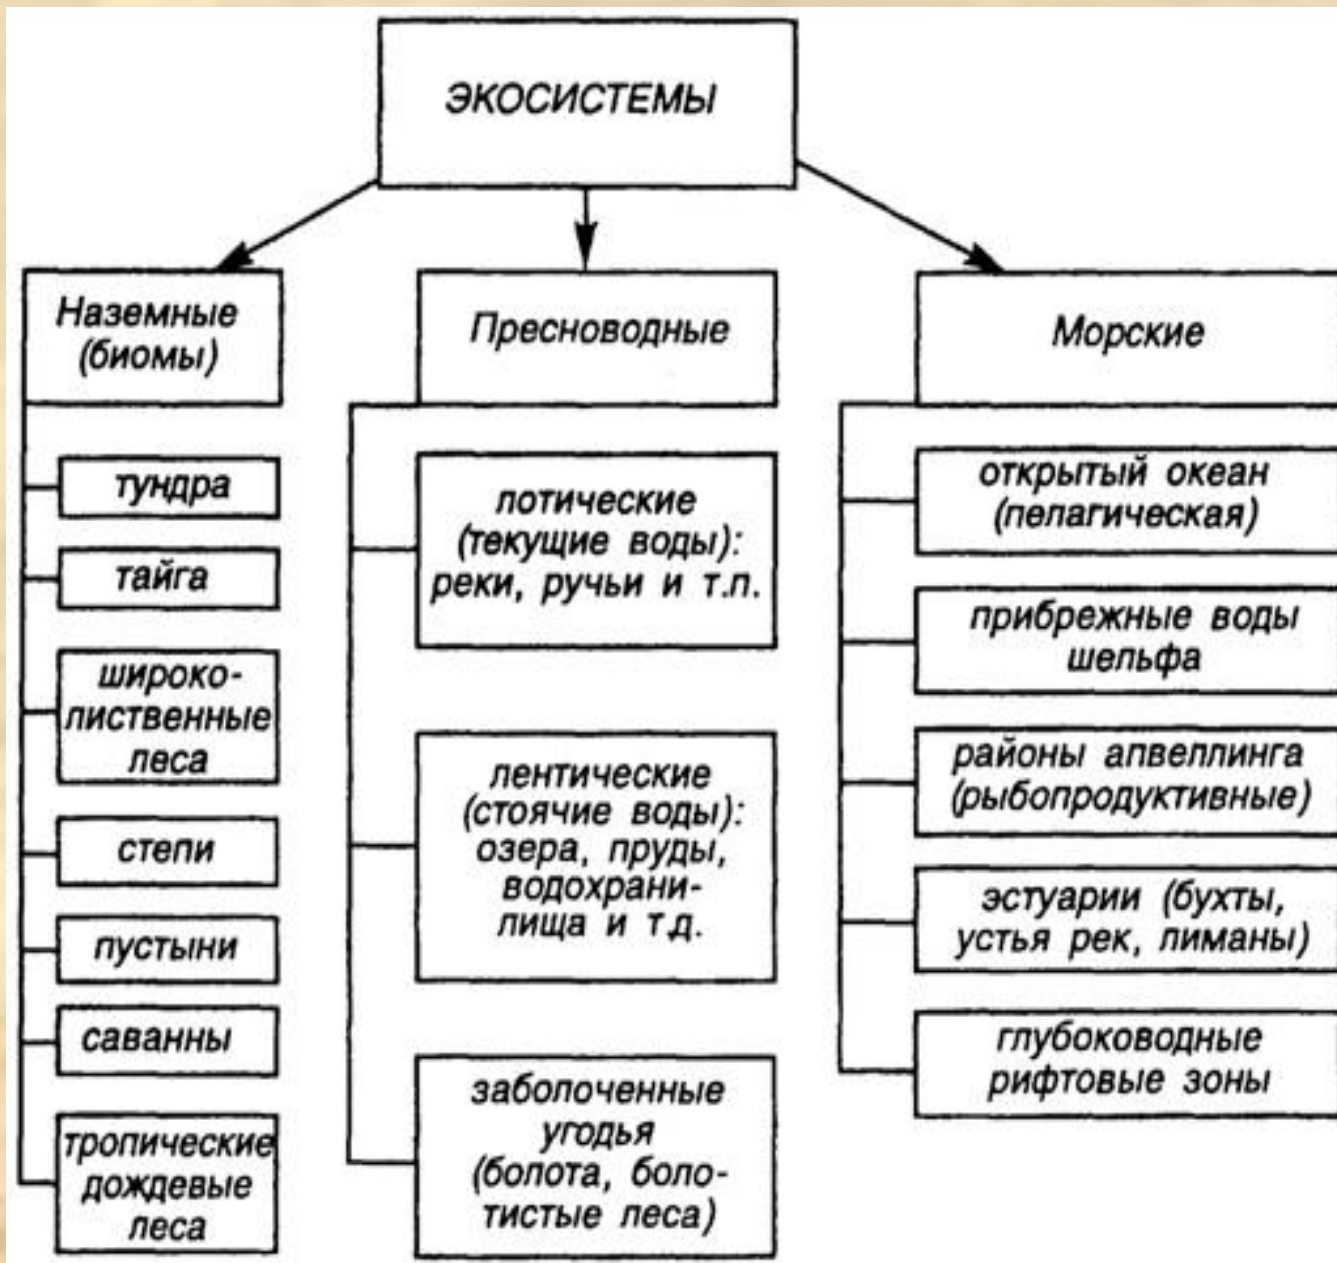 ЭКОСИСТЕМЫ
Наземные
(биомы)
тундра
тайга
широко-
лиственные
леса
степи
пустыни
саванны
тропические
дождевые
леса
Пресноводные
лотические
(текущие воды):
реки, ручьи и т.п.
лентические
(стоячие воды):
озера, пруды,
водохрани-
лища и т.д.
заболоченные
угодья
(болота, боло-
тистые леса)
Морские
открытый океан
(пелагическая)
прибрежные воды
шельфа
районы апвеллинга
(рыбопродуктивные)
эстуарии (бухты,
устья рек, лиманы)
глубоководные
рифтовые зоны